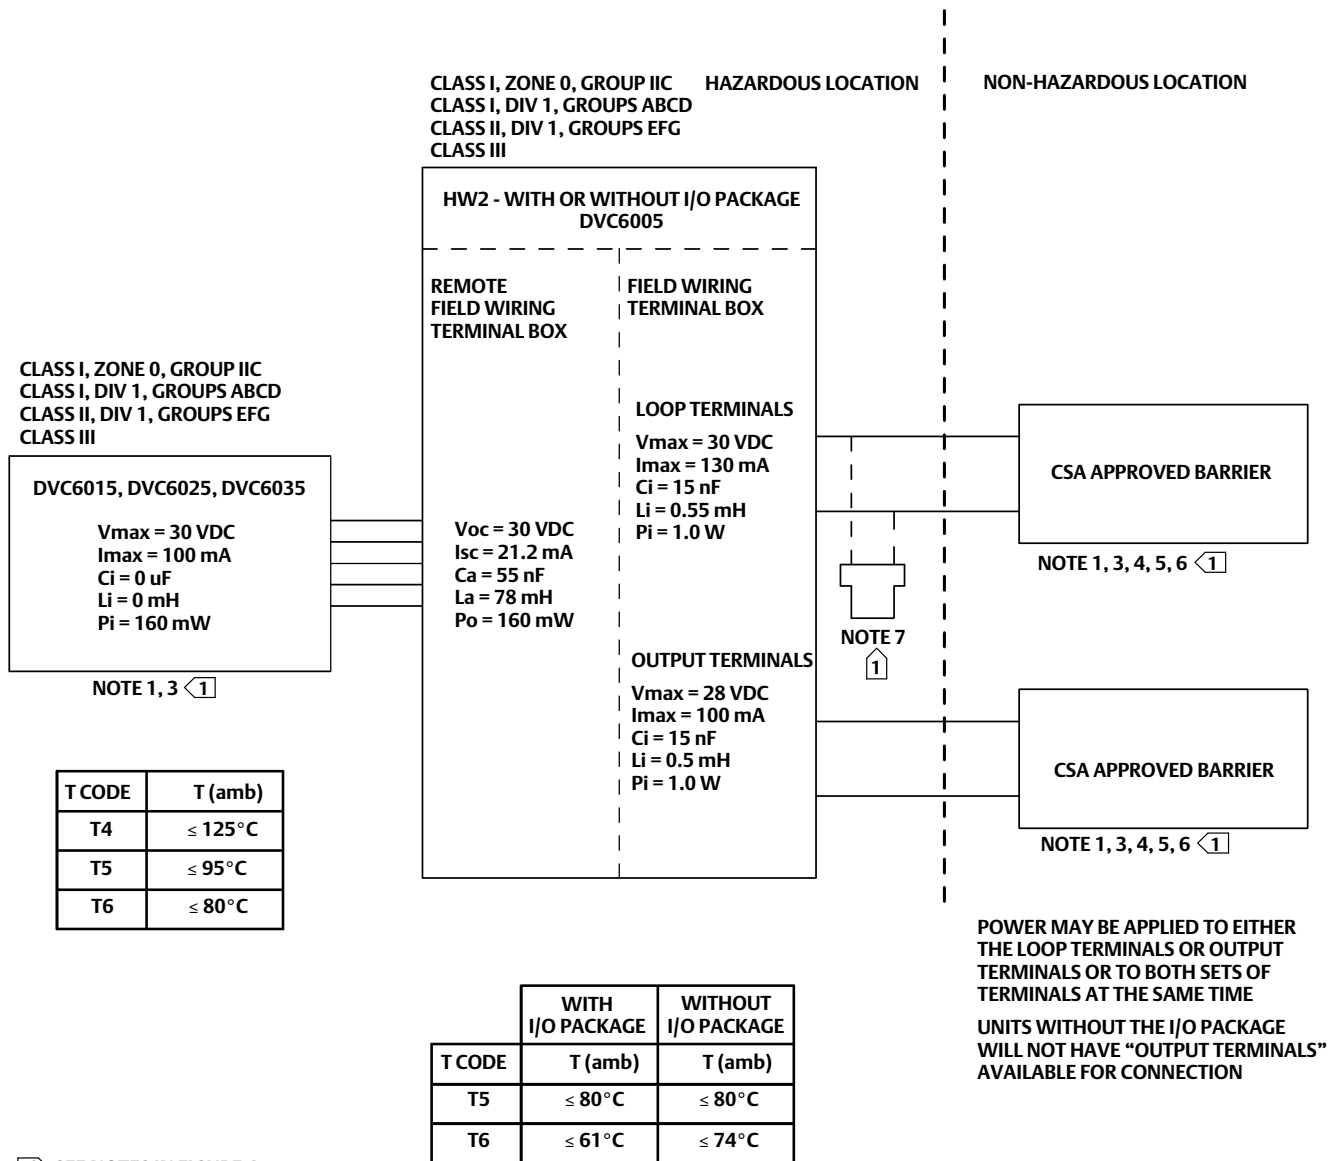 CLASS I, ZONE 0, GROUP IIC
CLASS I, DIV 1, GROUPS ABCD
CLASS II, DIV 1, GROUPS EFG
CLASS III
HAZARDOUS LOCATION
NON-HAZARDOUS LOCATION
HW2 - WITH OR WITHOUT I/O PACKAGE
DVC6005
REMOTE
FIELD WIRING
TERMINAL BOX
FIELD WIRING
TERMINAL BOX
CLASS I, ZONE 0, GROUP IIC
CLASS I, DIV 1, GROUPS ABCD
CLASS II, DIV 1, GROUPS EFG
CLASS III
DVC6015, DVC6025, DVC6035
Vmax = 30 VDC
Imax = 100 mA
Ci = 0 uF
Li = 0 mH
Pi = 160 mW
NOTE 1, 3 1
Voc = 30 VDC
Isc = 21.2 mA
Ca = 55 nF
La = 78 mH
Po = 160 mW
LOOP TERMINALS
Vmax = 30 VDC
Imax = 130 mA
Ci = 15 nF
Li = 0.55 mH
Pi = 1.0 W
OUTPUT TERMINALS
Vmax = 28 VDC
Imax = 100 mA
Ci = 15 nF
Li = 0.5 mH
Pi = 1.0 W
NOTE 7
1
CSA APPROVED BARRIER
NOTE 1, 3, 4, 5, 6 1
CSA APPROVED BARRIER
NOTE 1, 3, 4, 5, 6 1
T CODE T (amb)
T4 ≤ 125°C
T5 ≤ 95°C
T6 ≤ 80°C
POWER MAY BE APPLIED TO EITHER
THE LOOP TERMINALS OR OUTPUT
TERMINALS OR TO BOTH SETS OF
TERMINALS AT THE SAME TIME
UNITS WITHOUT THE I/O PACKAGE
WILL NOT HAVE “OUTPUT TERMINALS”
AVAILABLE FOR CONNECTION
WITH
I/O PACKAGE
WITHOUT
I/O PACKAGE
T CODE T (amb) T (amb)
T5 ≤ 80°C ≤ 80°C
T6 ≤ 61°C ≤ 74°C